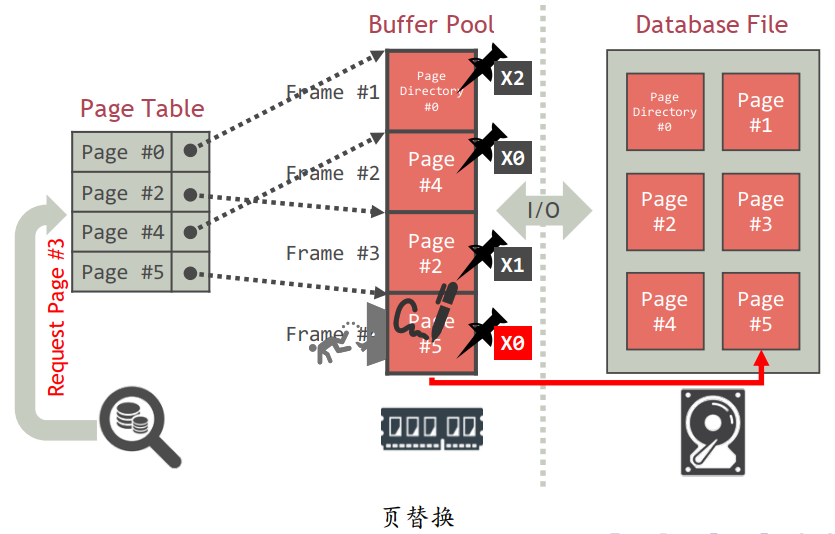 Buffer Pool
Database File
Page Table
Page #0
Page #2
Page #4
Page #5
Request Page #3
Frame #1
Frame #2
Frame #3
Frame #
Page
Directory
#0
X2
Page
#4
X0
Page
#2
X1
Page
#5
X0
I/O
Page
Directory
#0
Page
#1
Page
#2
Page
#3
Page
#4
Page
#5
页替换